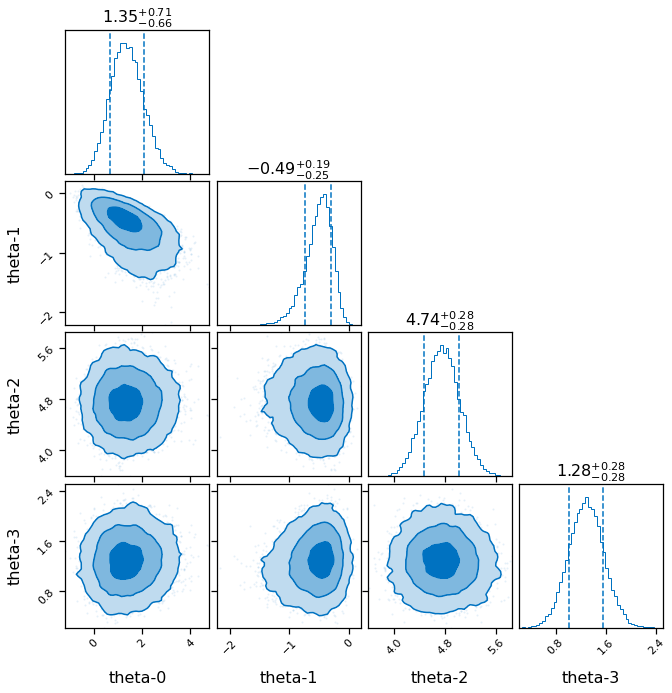 1.35+0.71−0.66
0
−1
−2
theta-1
−0.49+0.19−0.25
5.6
4.8
4.0
theta-2
4.74+0.28−0.28
2.4
1.6
0.8
theta-3
1.28+0.28−0.28
0 2 4
−2 −1 0
4.0 4.8 5.6
0.8 1.6 2.4
theta-0 theta-1 theta-2 theta-3